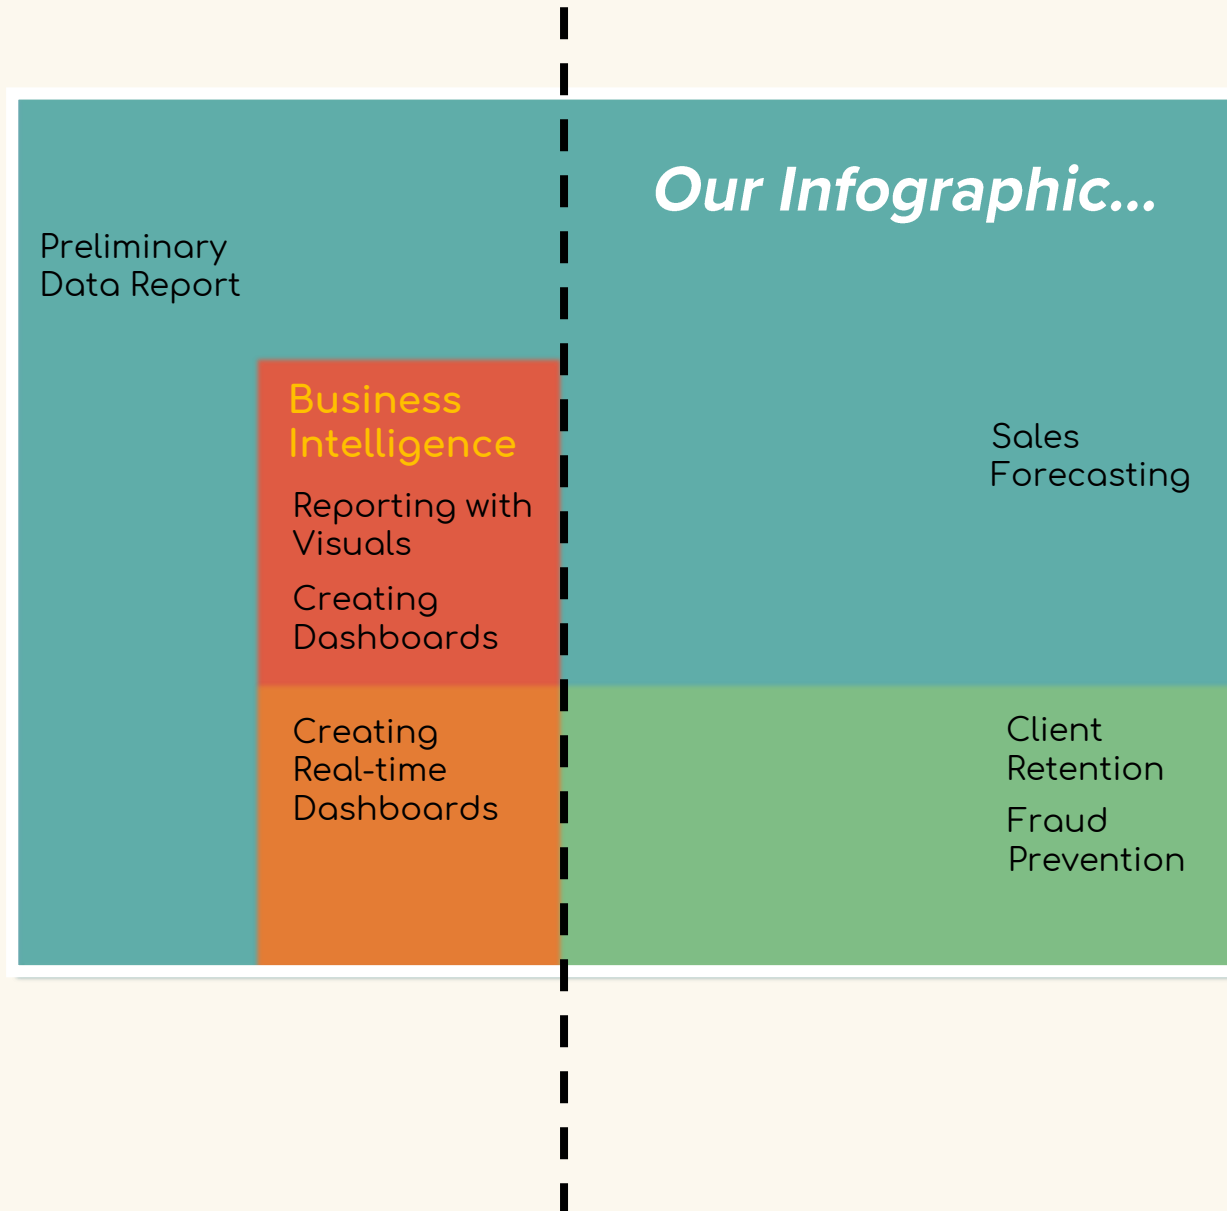 Our Infographic...
Preliminary
Data Report
Business
Intelligence
Reporting with
Visuals
Creating
Dashboards
Creating
Real-time
Dashboards
Sales
Forecasting
Client
Retention
Fraud
Prevention